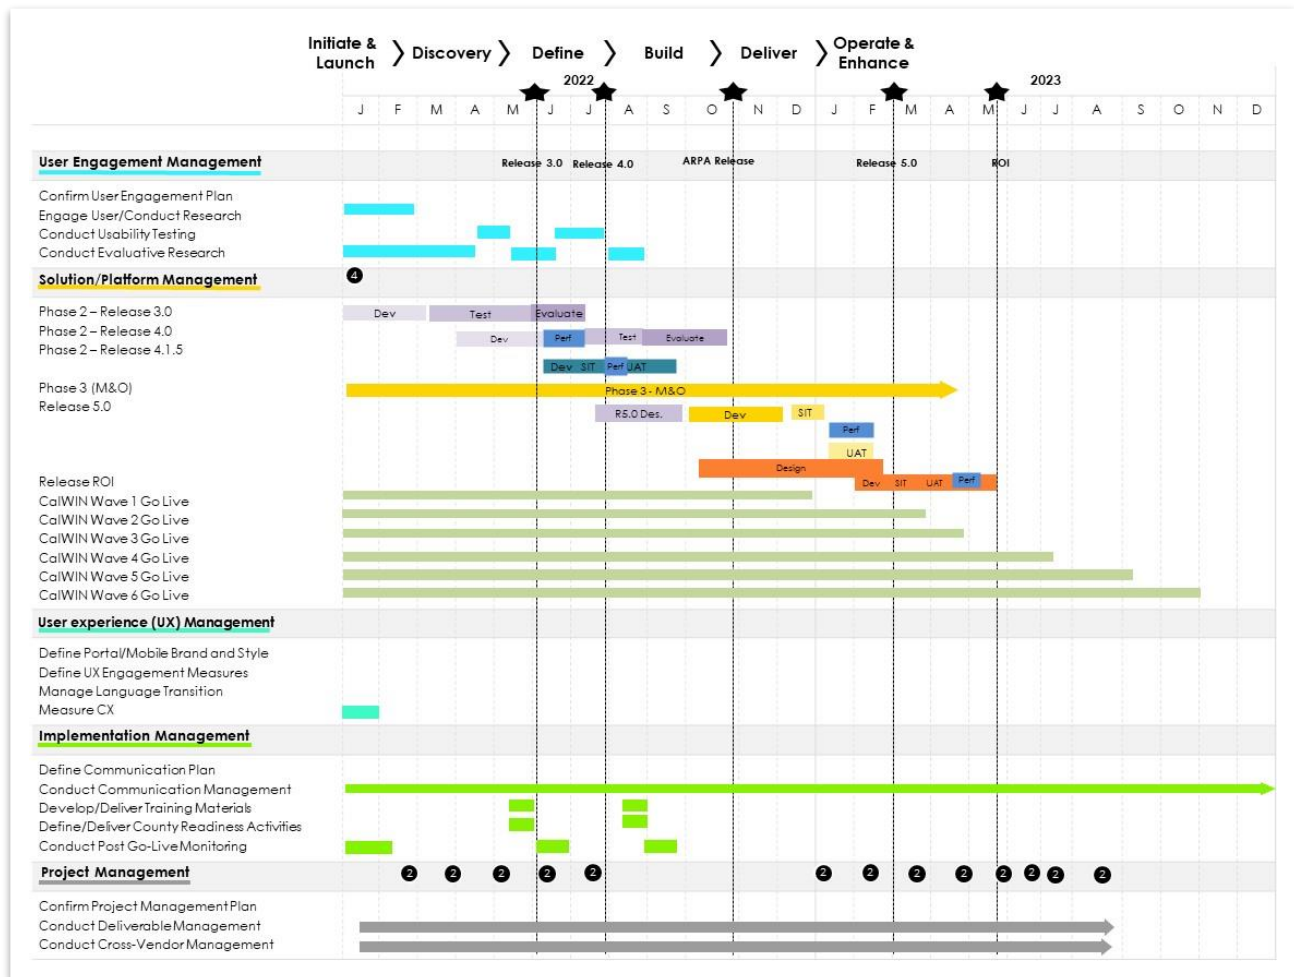 Initiate & Launch
Discovery
Define
Build
Deliver
Operate & Enhance
2022
2023
J F M A M J J A S O N D J F M A M J J A S O N D
User Engagement Management
Release 3.0
Release 4.0
ARPA Release
Release 5.0
ROI
Confirm User Engagement Plan
Engage User/Conduct Research
Conduct Usability Testing
Conduct Evaluative Research
Solution/Platform Management
4
Phase 2 – Release 3.0
Dev Test Evaluate
Phase 2 – Release 4.0
Dev Perf Test Evaluate
Phase 2 – Release 4.1.5
Dev SIT Perf UAT
Phase 3 (M&O)
Phase 3 - M&O
Release 5.0
R5.0 Des. Dev SIT
Perf
UAT
Design
Release ROI
Dev SIT UAT Perf
CalWIN Wave 1 Go Live
CalWIN Wave 2 Go Live
CalWIN Wave 3 Go Live
CalWIN Wave 4 Go Live
CalWIN Wave 5 Go Live
CalWIN Wave 6 Go Live
User experience (UX) Management
Define Portal/Mobile Brand and Style
Define UX Engagement Measures
Manage Language Transition
Measure CX
Implementation Management
Define Communication Plan
Conduct Communication Management
Develop/Deliver Training Materials
Define/Deliver County Readiness Activities
Conduct Post Go-Live Monitoring
Project Management
2 2 2 2 2 2 2 2 2 2 2 2 2
Confirm Project Management Plan
Conduct Deliverable Management
Conduct Cross-Vendor Management